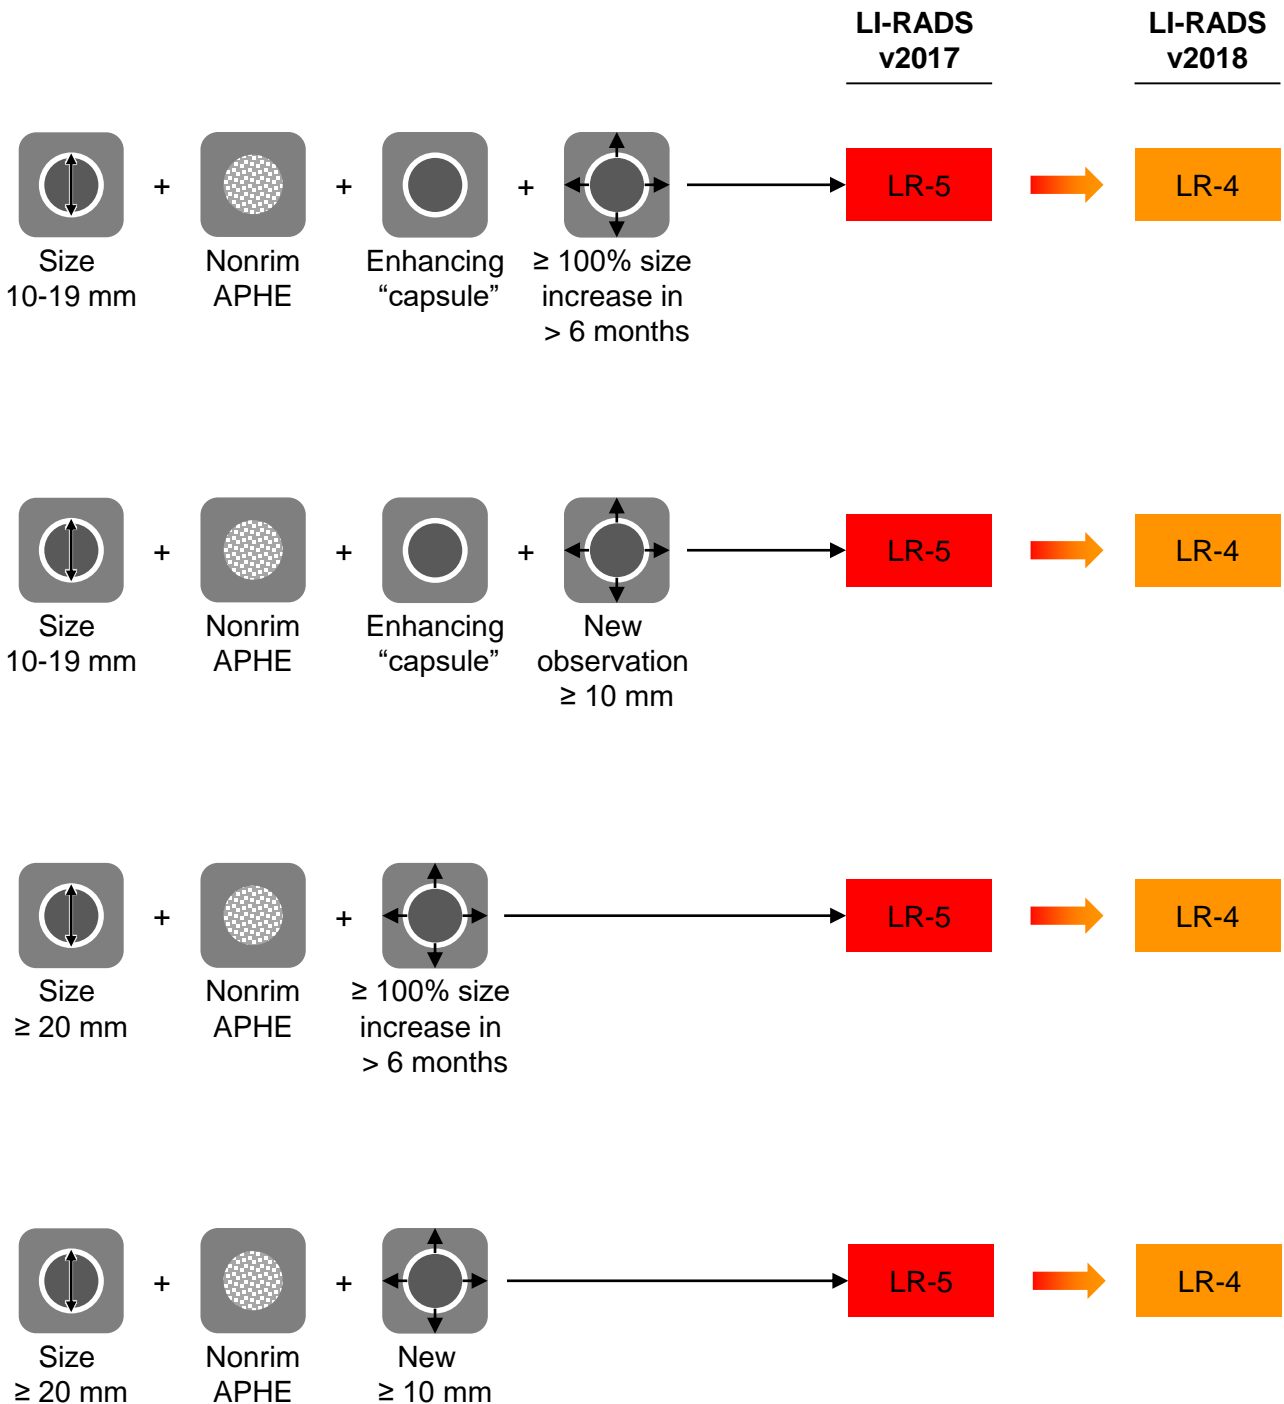 LI-RADS
v2017
LI-RADS
v2018
+
+
+
LR-5
LR-4
Size
10-19 mm
Nonrim
APHE
Enhancing
“capsule”
≥ 100% size
increase in
> 6 months
+
+
+
LR-5
LR-4
Size
10-19 mm
Nonrim
APHE
Enhancing
“capsule”
New
observation
≥ 10 mm
+
+
LR-5
LR-4
Size
≥ 20 mm
Nonrim
APHE
≥ 100% size
increase in
> 6 months
+
+
LR-5
LR-4
Size
≥ 20 mm
Nonrim
APHE
New
≥ 10 mm